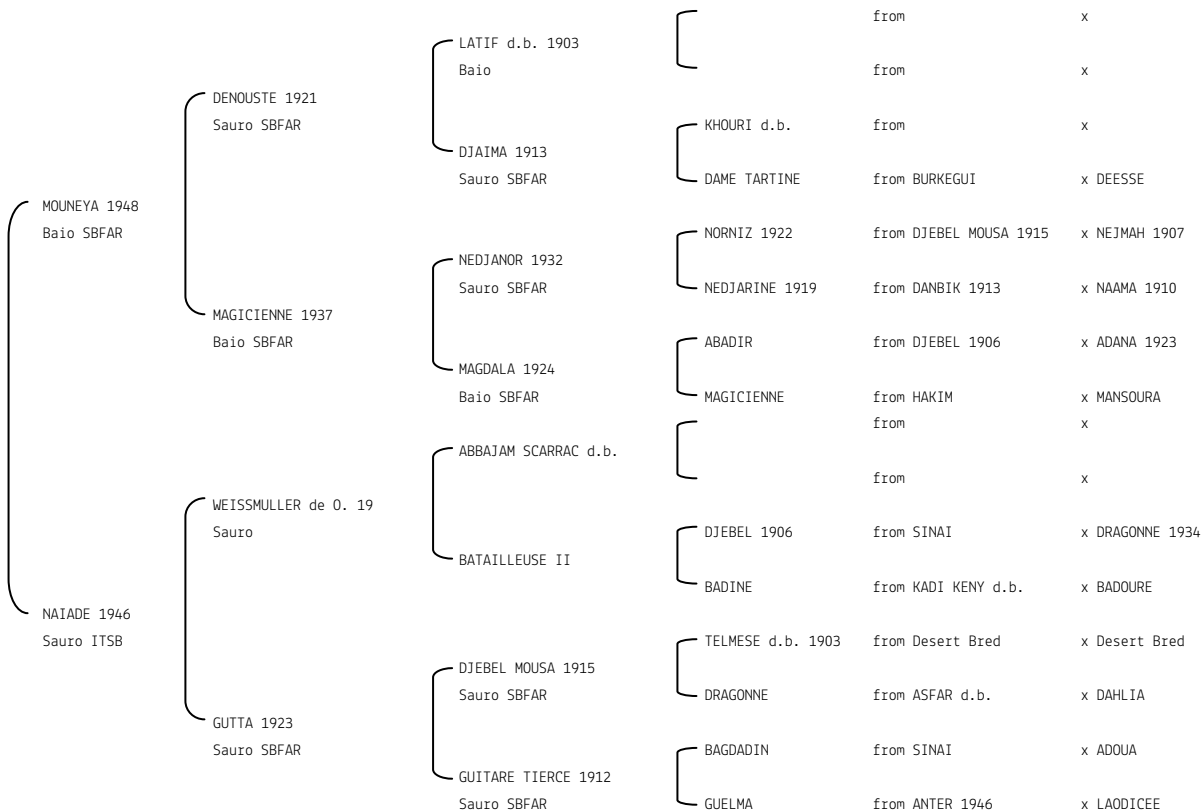 from x
LATIF d.b. 1903
Baio from x
DENOUSTE 1921
Sauro SBFAR KHOURI d.b. from x
DJAIMA 1913
Sauro SBFAR DAME TARTINE from BURKEGUI x DEESSE
MOUNEYA 1948
Baio SBFAR NORNIZ 1922 from DJEBEL MOUSA 1915 x NEJMAH 1907
NEDJANOR 1932
Sauro SBFAR NEDJARINE 1919 from DANBIK 1913 x NAAMA 1910
MAGICIENNE 1937
Baio SBFAR ABADIR from DJEBEL 1906 x ADANA 1923
MAGDALA 1924
Baio SBFAR MAGICIENNE from HAKIM x MANSOURA
from x
ABBAJAM SCARRAC d.b.
from x
WEISSMULLER de O. 19
Sauro DJEBEL 1906 from SINAI x DRAGONNE 1934
BATAILLEUSE II
BADINE from KADI KENY d.b. x BADOURE
NAIADE 1946
Sauro ITSB TELMESE d.b. 1903 from Desert Bred x Desert Bred
DJEBEL MOUSA 1915
Sauro SBFAR DRAGONNE from ASFAR d.b. x DAHLIA
GUTTA 1923
Sauro SBFAR BAGDADIN from SINAI x ADOUA
GUITARE TIERCE 1912
Sauro SBFAR GUELMA from ANTER 1946 x LAODICEE